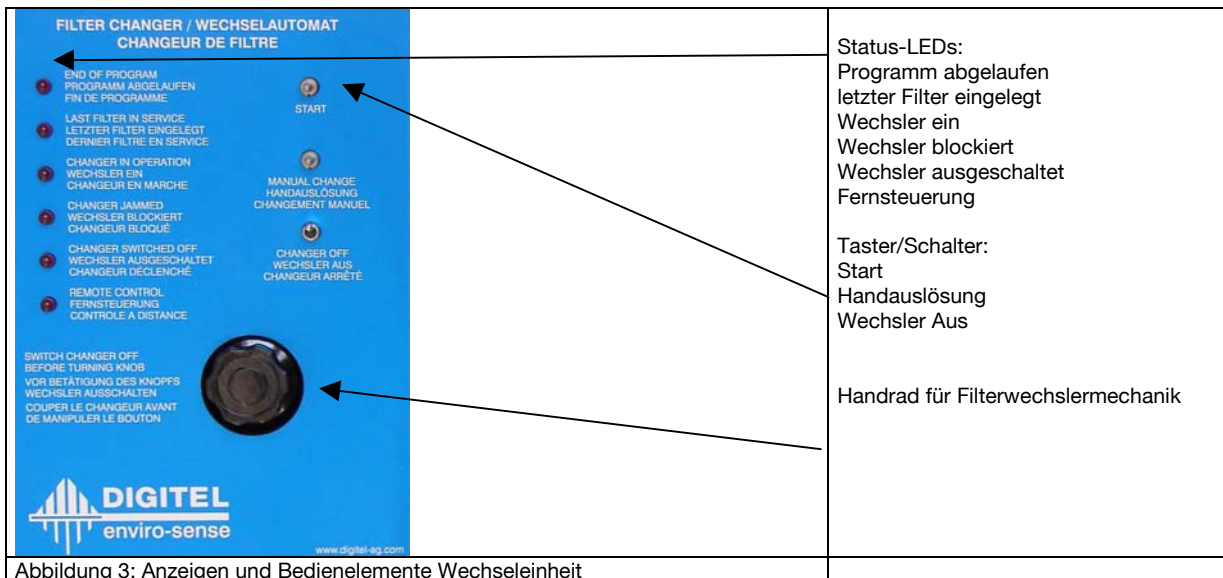 FILTER CHANGER / WECHSELAUTOMAT
CHANGEUR DE FILTRE
END OF PROGRAM
PROGRAMM ABGELAUFEN
FIN DE PROGRAMME
LAST FILTER IN SERVICE
LETZTER FILTER EINGELEGT
DERNIER FILTRE EN SERVICE
CHANGER IN OPERATION
WECHSLER EIN
CHANGEUR EN MARCHE
CHANGER JAMMED
WECHSLER BLOCKIERT
CHANGEUR BLOQUÉ
CHANGER SWITCHED OFF
WECHSLER AUSGESCHALTET
CHANGEUR DÉCLENCHÉ
REMOTE CONTROL
FERNSTEUERUNG
CONTROLE A DISTANCE
START
MANUAL CHANGE
HANDAUSLÖSUNG
CHANGEMENT MANUEL
CHANGER OFF
WECHSLER AUS
CHANGEUR ARRÊTÉ
SWITCH CHANGER OFF
BEFORE TURNING KNOB
VOR BETÄTIGUNG DES KNOPFS
WECHSLER AUSSCHALTEN
COUPER LE CHANGEUR AVANT
DE MANIPULER LE BOUTON
DIGITEL
enviro-sense
www.digitel-ag.com
Status-LEDs:
Programm abgelaufen
letzter Filter eingelegt
Wechsler ein
Wechsler blockiert
Wechsler ausgeschaltet
Fernsteuerung
Taster/Schalter:
Start
Handauslösung
Wechsler Aus
Handrad für Filterwechslermechanik
Abbildung 3: Anzeigen und Bedienelemente Wechseleinheit